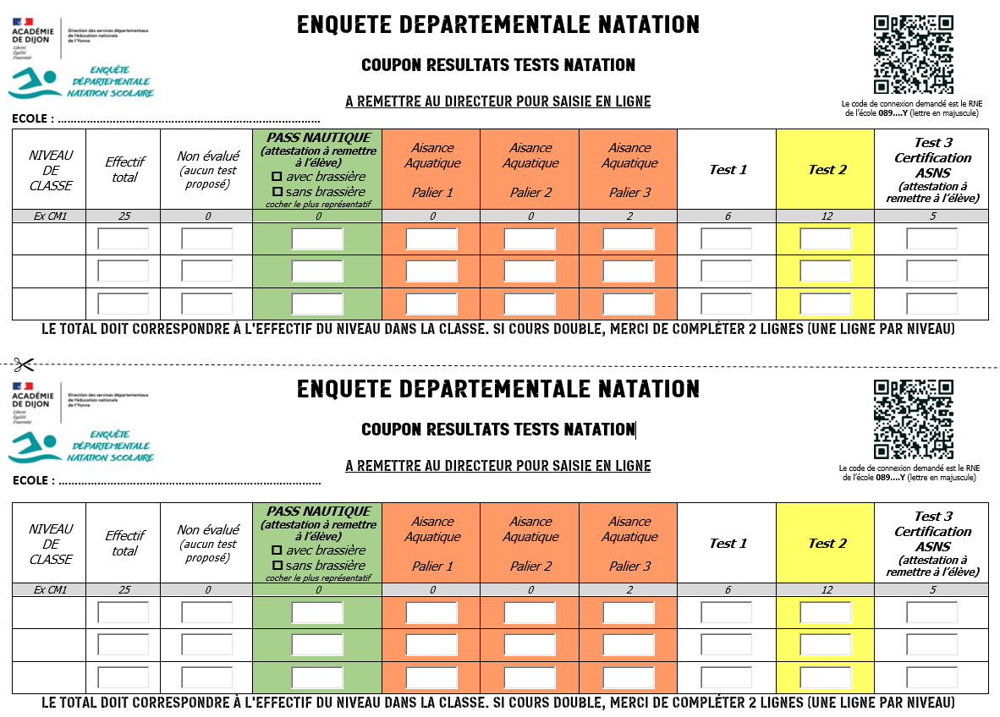 ACADÉMIE
DE DIJON
Liberté
Égalité
Fraternité
Direction des services départementaux
de l'éducation nationale
de l'Yonne
ENQUÊTE
DÉPARTEMENTALE
NATATION SCOLAIRE
ENQUETE DEPARTEMENTALE NATATION
COUPON RESULTATS TESTS NATATION
A REMETTRE AU DIRECTEUR POUR SAISIE EN LIGNE
Le code de connexion demandé est le RNE
de l'école 089....Y (lettre en majuscule)
ECOLE : ................................................................................
NIVEAU
DE
CLASSE
Effectif
total
Non évalué
(aucun test
proposé)
PASS NAUTIQUE
(attestation à remettre
à l'élève)
avec brassière
sans brassière
cocher le plus représentatif
Aisance
Aquatique
Palier 1
Aisance
Aquatique
Palier 2
Aisance
Aquatique
Palier 3
Test 1
Test 2
Test 3
Certification
ASNS
(attestation à
remettre à l'élève)
Ex CM1 25 0 0 0 0 2 6 12 5
LE TOTAL DOIT CORRESPONDRE À L'EFFECTIF DU NIVEAU DANS LA CLASSE. SI COURS DOUBLE, MERCI DE COMPLÉTER 2 LIGNES (UNE LIGNE PAR NIVEAU)
ACADÉMIE
DE DIJON
Liberté
Égalité
Fraternité
Direction des services départementaux
de l'éducation nationale
de l'Yonne
ENQUÊTE
DÉPARTEMENTALE
NATATION SCOLAIRE
ENQUETE DEPARTEMENTALE NATATION
COUPON RESULTATS TESTS NATATION
A REMETTRE AU DIRECTEUR POUR SAISIE EN LIGNE
Le code de connexion demandé est le RNE
de l'école 089....Y (lettre en majuscule)
ECOLE : ................................................................................
NIVEAU
DE
CLASSE
Effectif
total
Non évalué
(aucun test
proposé)
PASS NAUTIQUE
(attestation à remettre
à l'élève)
avec brassière
sans brassière
cocher le plus représentatif
Aisance
Aquatique
Palier 1
Aisance
Aquatique
Palier 2
Aisance
Aquatique
Palier 3
Test 1
Test 2
Test 3
Certification
ASNS
(attestation à
remettre à l'élève)
Ex CM1 25 0 0 0 0 2 6 12 5
LE TOTAL DOIT CORRESPONDRE À L'EFFECTIF DU NIVEAU DANS LA CLASSE. SI COURS DOUBLE, MERCI DE COMPLÉTER 2 LIGNES (UNE LIGNE PAR NIVEAU)